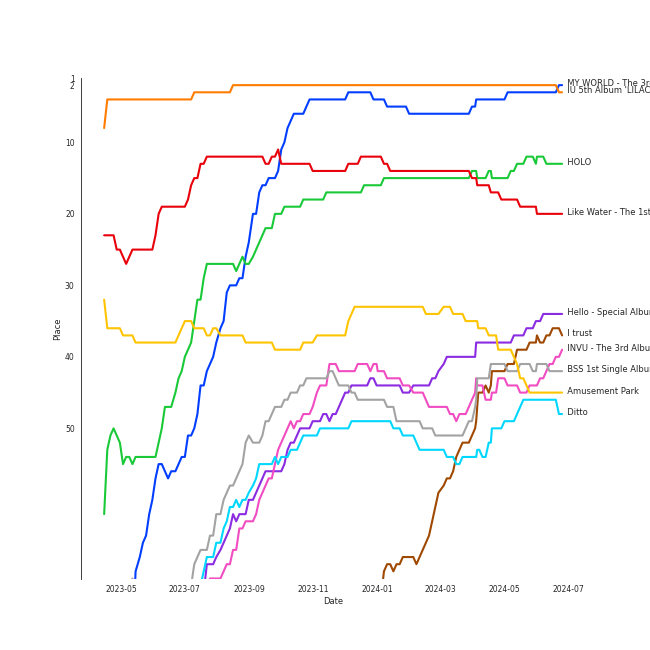 1
2
10
20
30
40
50
Place
MY WORLD - The 3r
IU 5th Album 'LILAC
HOLO
Like Water - The 1st
Hello - Special Albu
I trust
INVU - The 3rd Albu
BSS 1st Single Album
Amusement Park
Ditto
2023-05
2023-07
2023-09
2023-11
2024-01
2024-03
2024-05
2024-07
Date